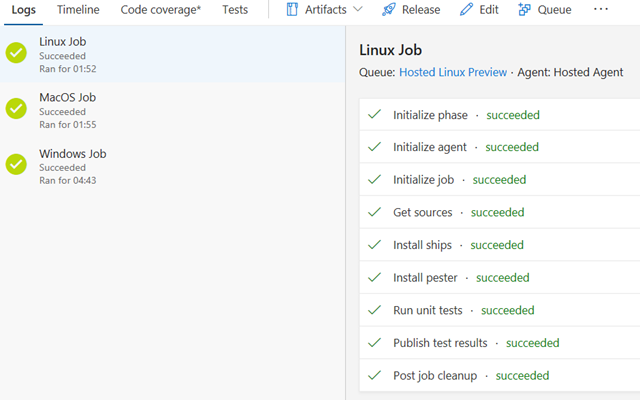 Logs Timeline Code coverage* Tests Artifacts Release Edit Queue ...
Linux Job
Succeeded
Ran for 01:52
MacOS Job
Succeeded
Ran for 01:55
Windows Job
Succeeded
Ran for 04:43
Linux Job
Queue: Hosted Linux Preview · Agent: Hosted Agent
Initialize phase · succeeded
Initialize agent · succeeded
Initialize job · succeeded
Get sources · succeeded
Install ships · succeeded
Install pester · succeeded
Run unit tests · succeeded
Publish test results · succeeded
Post job cleanup · succeeded